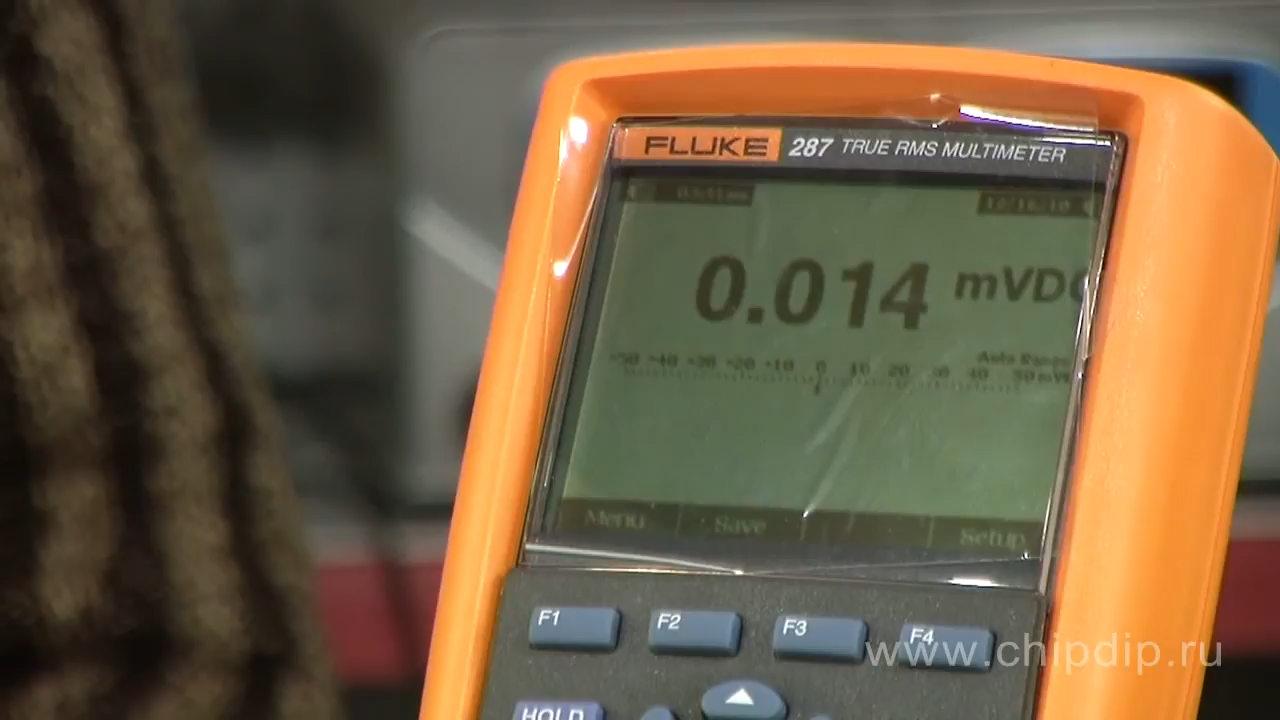 FLUKE 287 TRUE RMS MULTIMETER
0.014 mVDC
Auto Range
-50 -40 -30 -20 -10 0 10 20 30 40 50
Menu Save Setup
F1 F2 F3 F4
www.chipdip.ru
HOLD